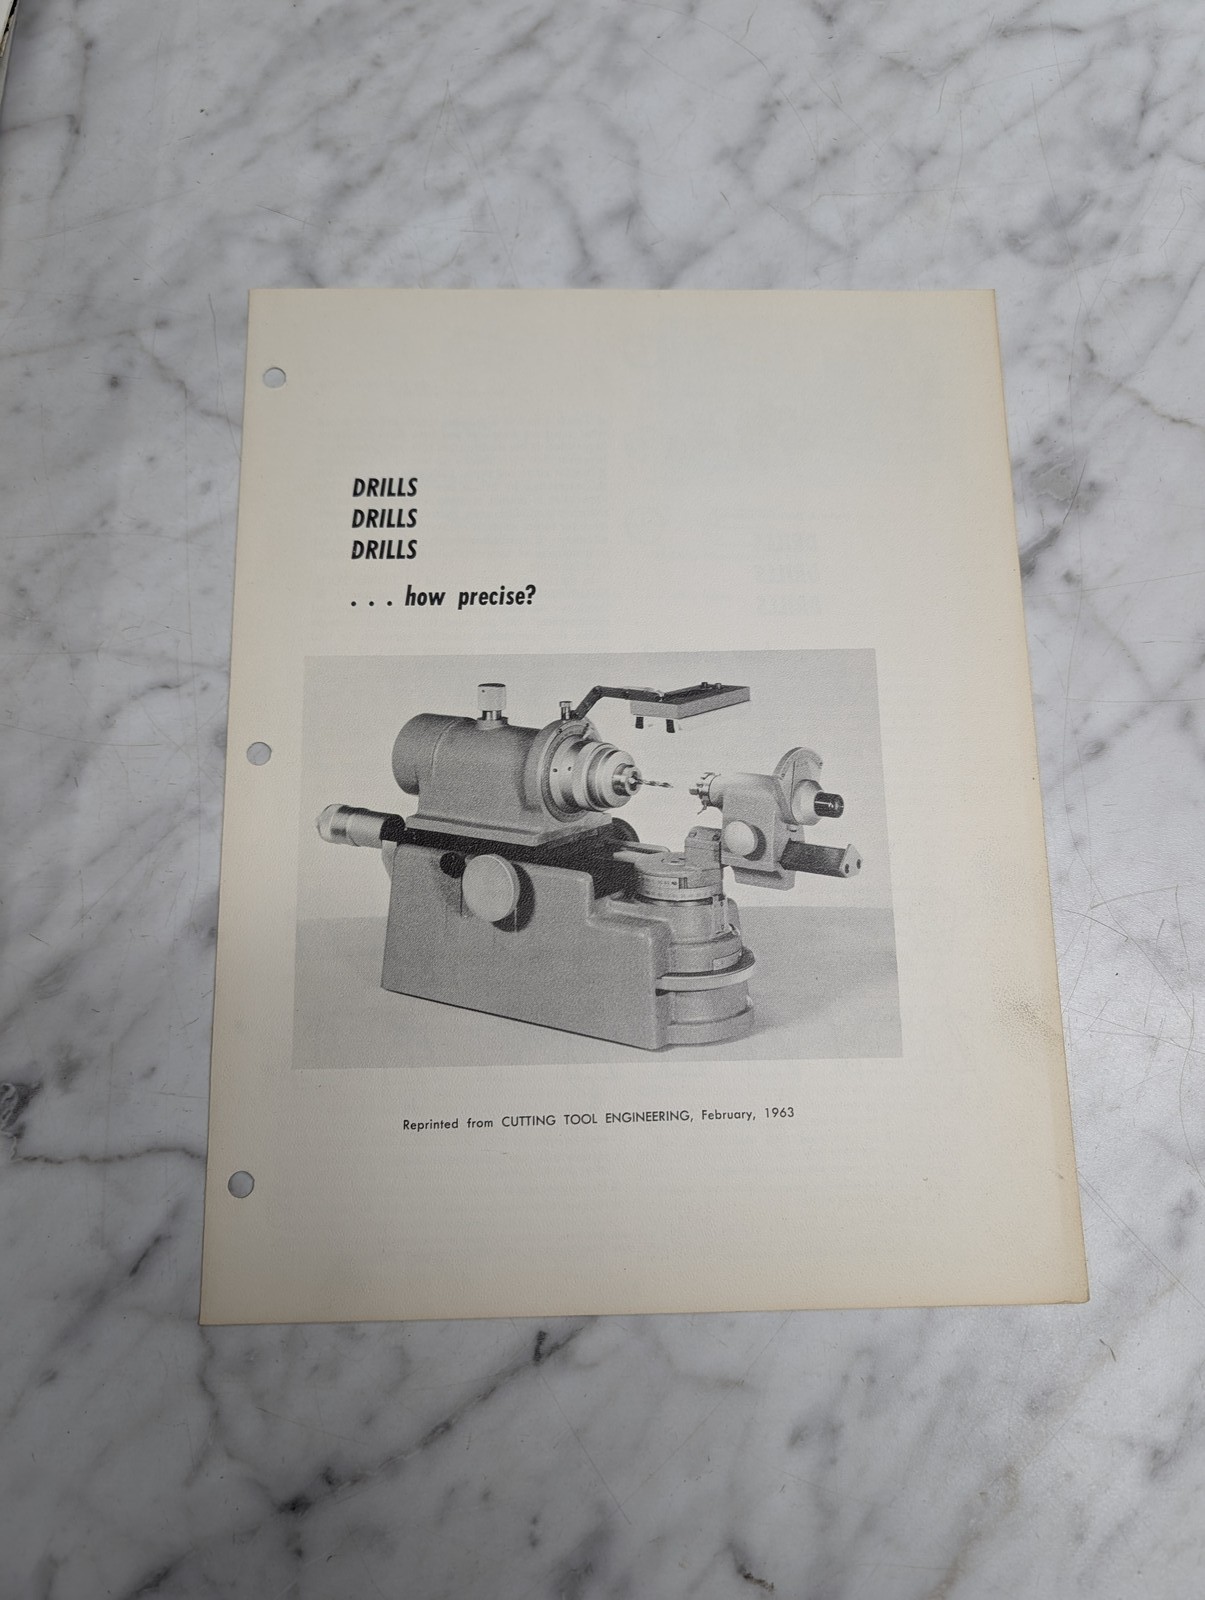 DRILLS
DRILLS
DRILLS
. . . how precise?
Reprinted from CUTTING TOOL ENGINEERING, February, 1963